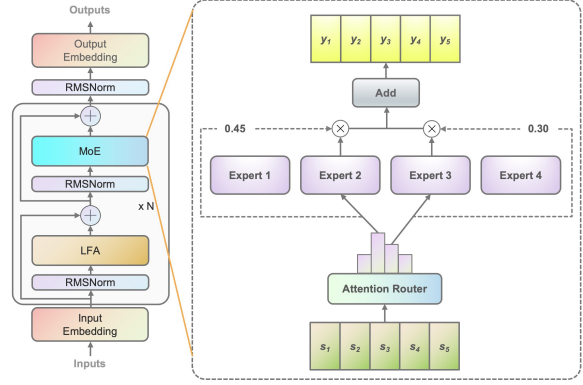 Outputs
Output
Embedding
RMSNorm
MoE
RMSNorm
x N
LFA
RMSNorm
Input
Embedding
Inputs
y1 y2 y3 y4 y5
Add
0.45 0.30
Expert 1 Expert 2 Expert 3 Expert 4
Attention Router
s1 s2 s3 s4 s5